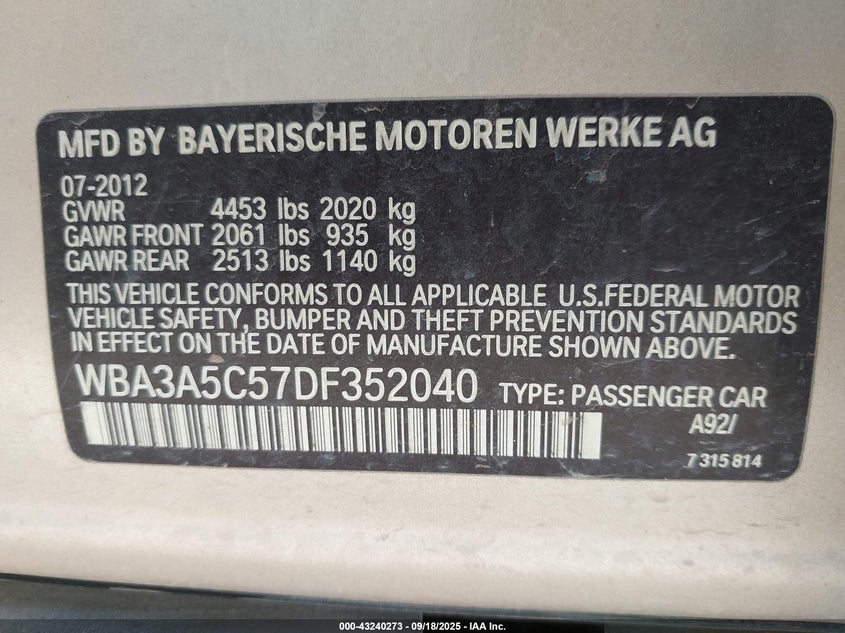 MFD BY BAYERISCHE MOTOREN WERKE AG
07-2012
GVWR 4453 lbs 2020 kg
GAWR FRONT 2061 lbs 935 kg
GAWR REAR 2513 lbs 1140 kg
THIS VEHICLE CONFORMS TO ALL APPLICABLE U.S.FEDERAL MOTOR
VEHICLE SAFETY, BUMPER AND THEFT PREVENTION STANDARDS
IN EFFECT ON THE DATE OF MANUFACTURE SHOWN ABOVE.
WBA3A5C57DF352040 TYPE: PASSENGER CAR
A92/
7 315 814
000-43240273 - 09/18/2025 - IAA Inc.